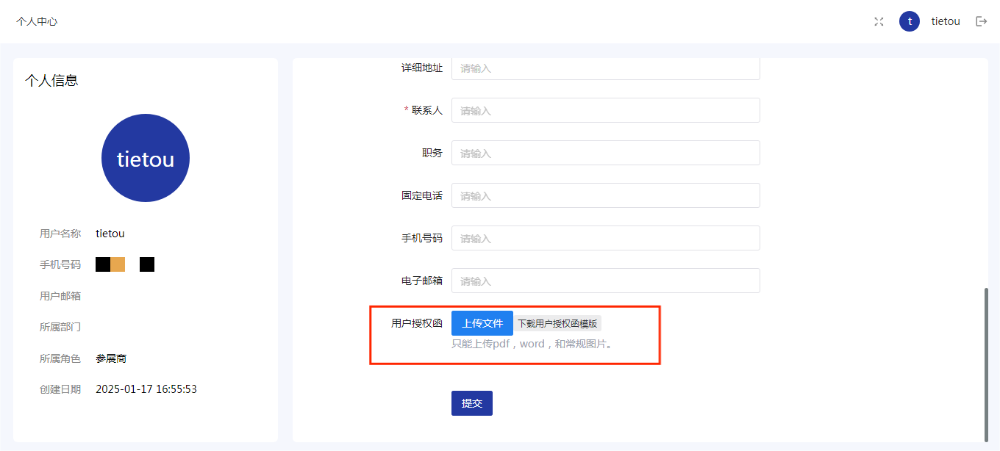 个人中心
t
tietou
个人信息
tietou
用户名称 tietou
手机号码
用户邮箱
所属部门
所属角色 参展商
创建日期 2025-01-17 16:55:53
详细地址 请输入
* 联系人 请输入
职务 请输入
固定电话 请输入
手机号码 请输入
电子邮箱 请输入
用户授权函 上传文件 下载用户授权函模版
只能上传pdf，word，和常规图片。
提交